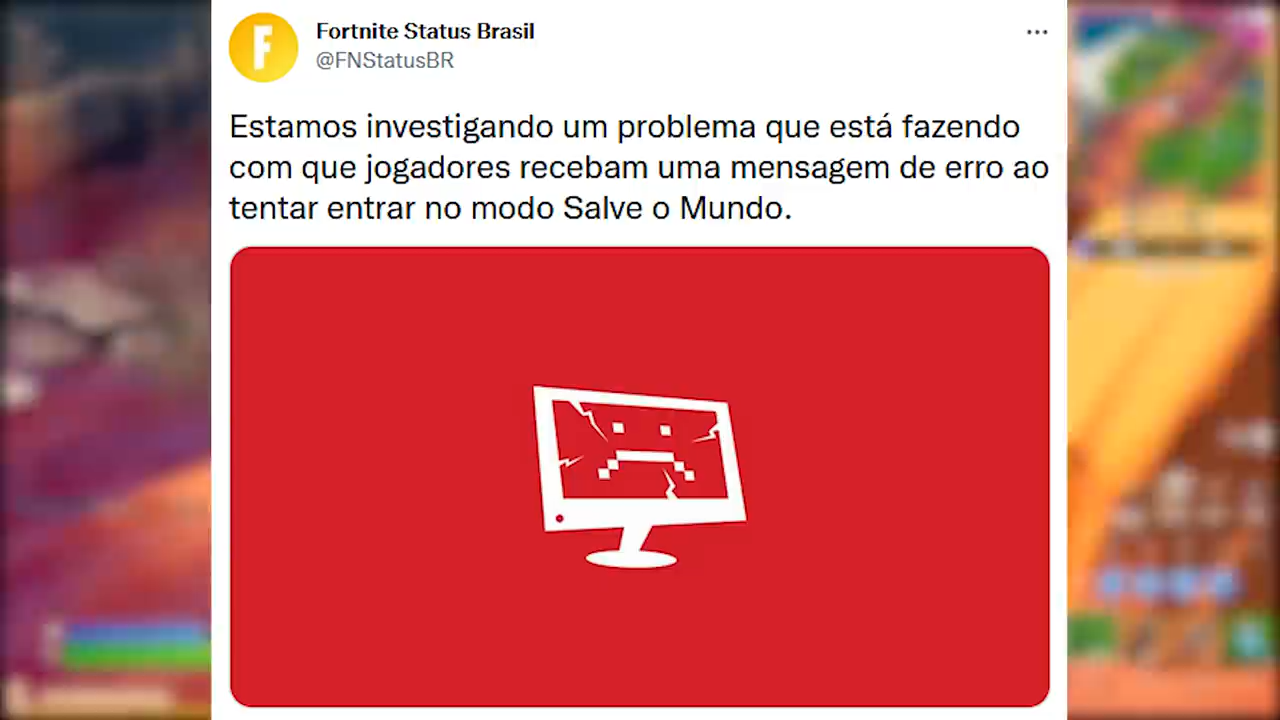 Fortnite Status Brasil
@FNStatusBR
Estamos investigando um problema que está fazendo
com que jogadores recebam uma mensagem de erro ao
tentar entrar no modo Salve o Mundo.